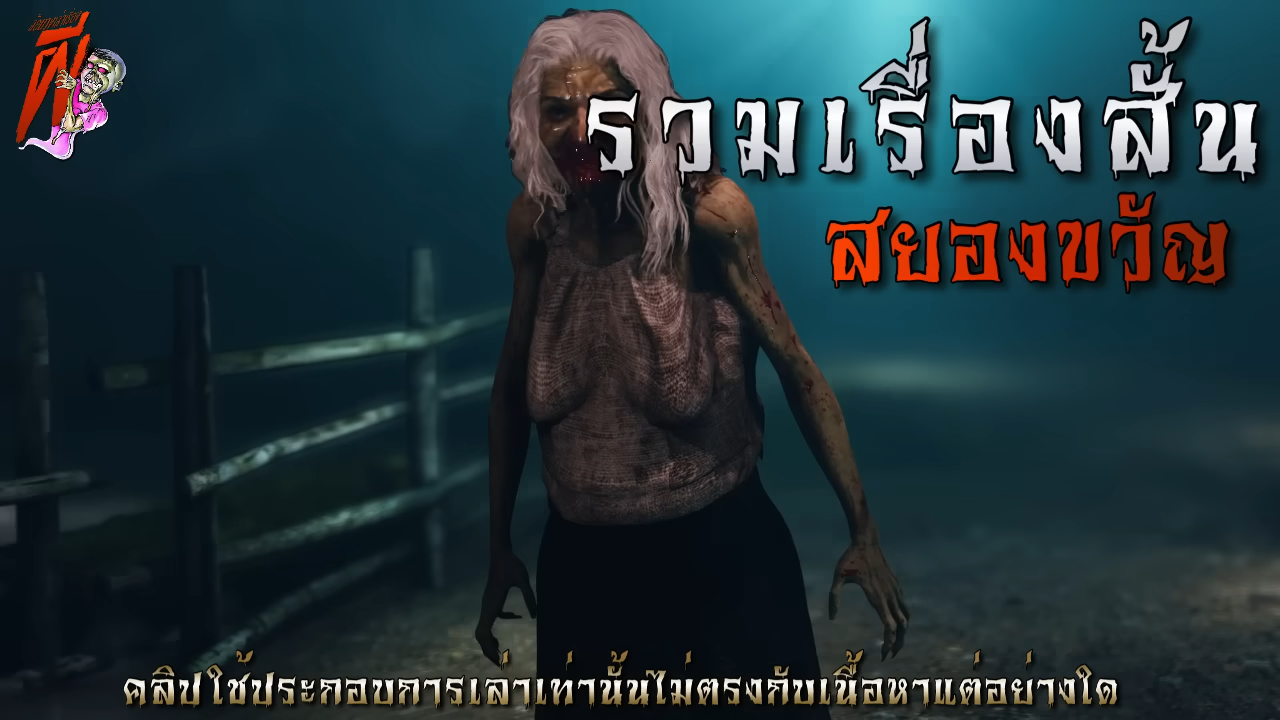 ผี
รวมเรื่องสั้น
สยองขวัญ
คลิปใช้ประกอบการเล่าเท่านั้นไม่ตรงกับเนื้อหาแต่อย่างใด